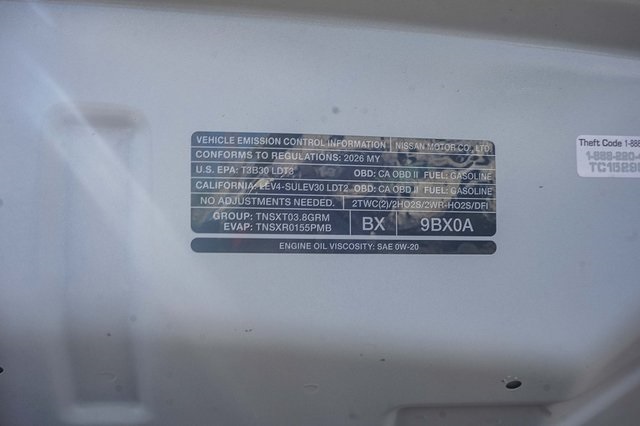 VEHICLE EMISSION CONTROL INFORMATION NISSAN MOTOR CO., LTD.
CONFORMS TO REGULATIONS: 2026 MY
U.S. EPA: T3B30 LDT3 OBD: CA OBD II FUEL: GASOLINE
CALIFORNIA: LEV4-SULEV30 LDT2 OBD: CA OBD II FUEL: GASOLINE
NO ADJUSTMENTS NEEDED. 2TWC(2)/2HO2S/2WR-HO2S/DFI
GROUP: TNSXT03.8GRM
EVAP: TNSXR0155PMB
BX 9BX0A
ENGINE OIL VISCOSITY: SAE 0W-20
Theft Code